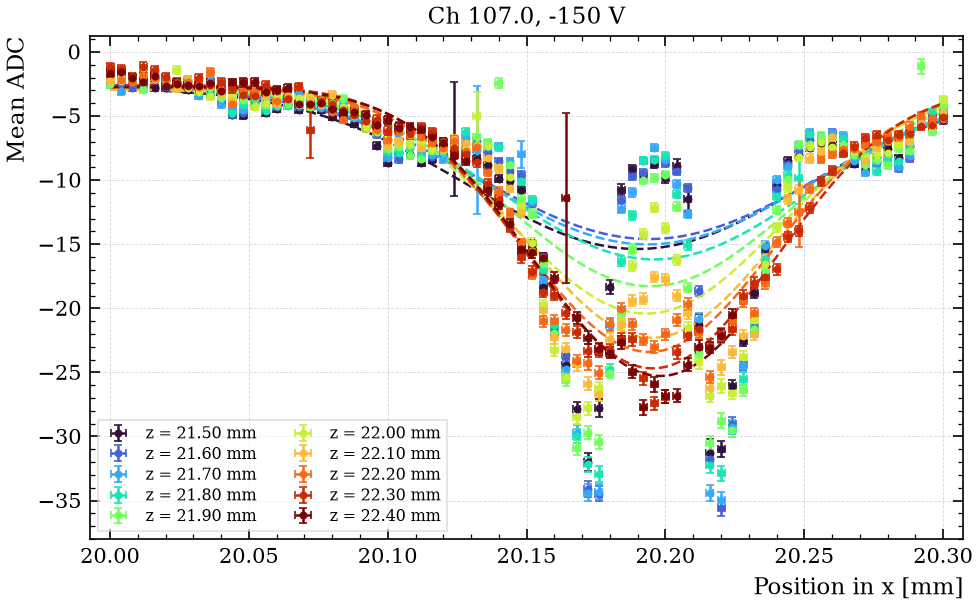 Ch 107.0, -150 V
Mean ADC
0
−5
−10
−15
−20
−25
−30
−35
z = 21.50 mm
z = 21.60 mm
z = 21.70 mm
z = 21.80 mm
z = 21.90 mm
z = 22.00 mm
z = 22.10 mm
z = 22.20 mm
z = 22.30 mm
z = 22.40 mm
20.00 20.05 20.10 20.15 20.20 20.25 20.30
Position in x [mm]